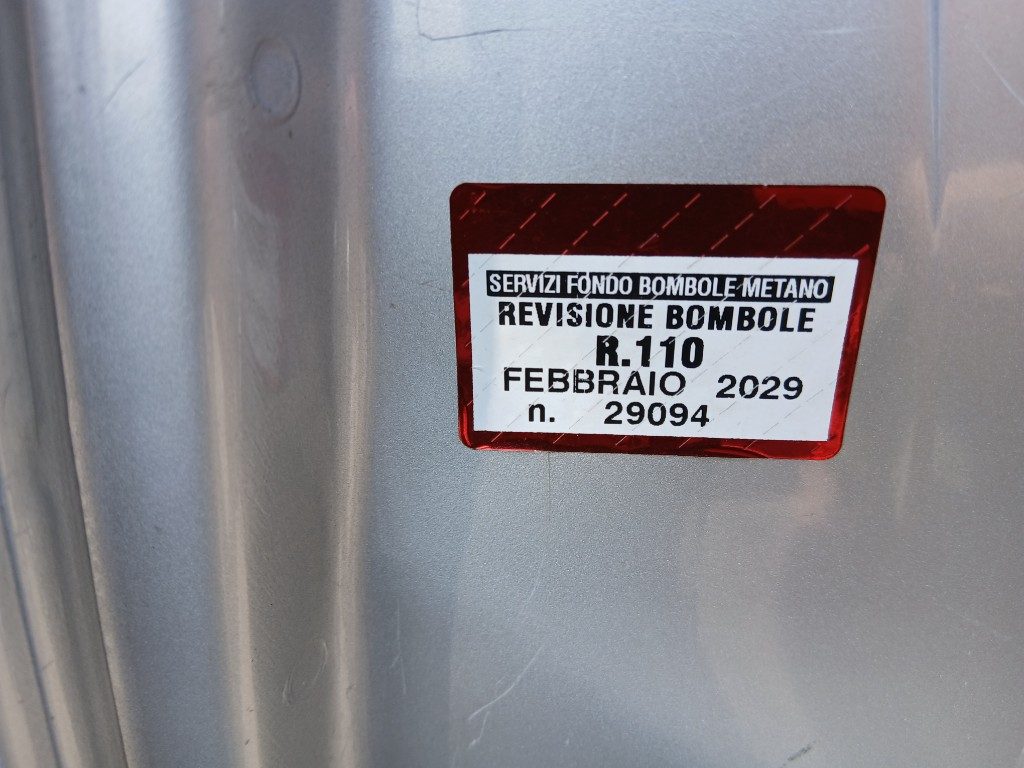 SERVIZI FONDO BOMBOLE METANO
REVISIONE BOMBOLE
R.110
FEBBRAIO 2029
n. 29094